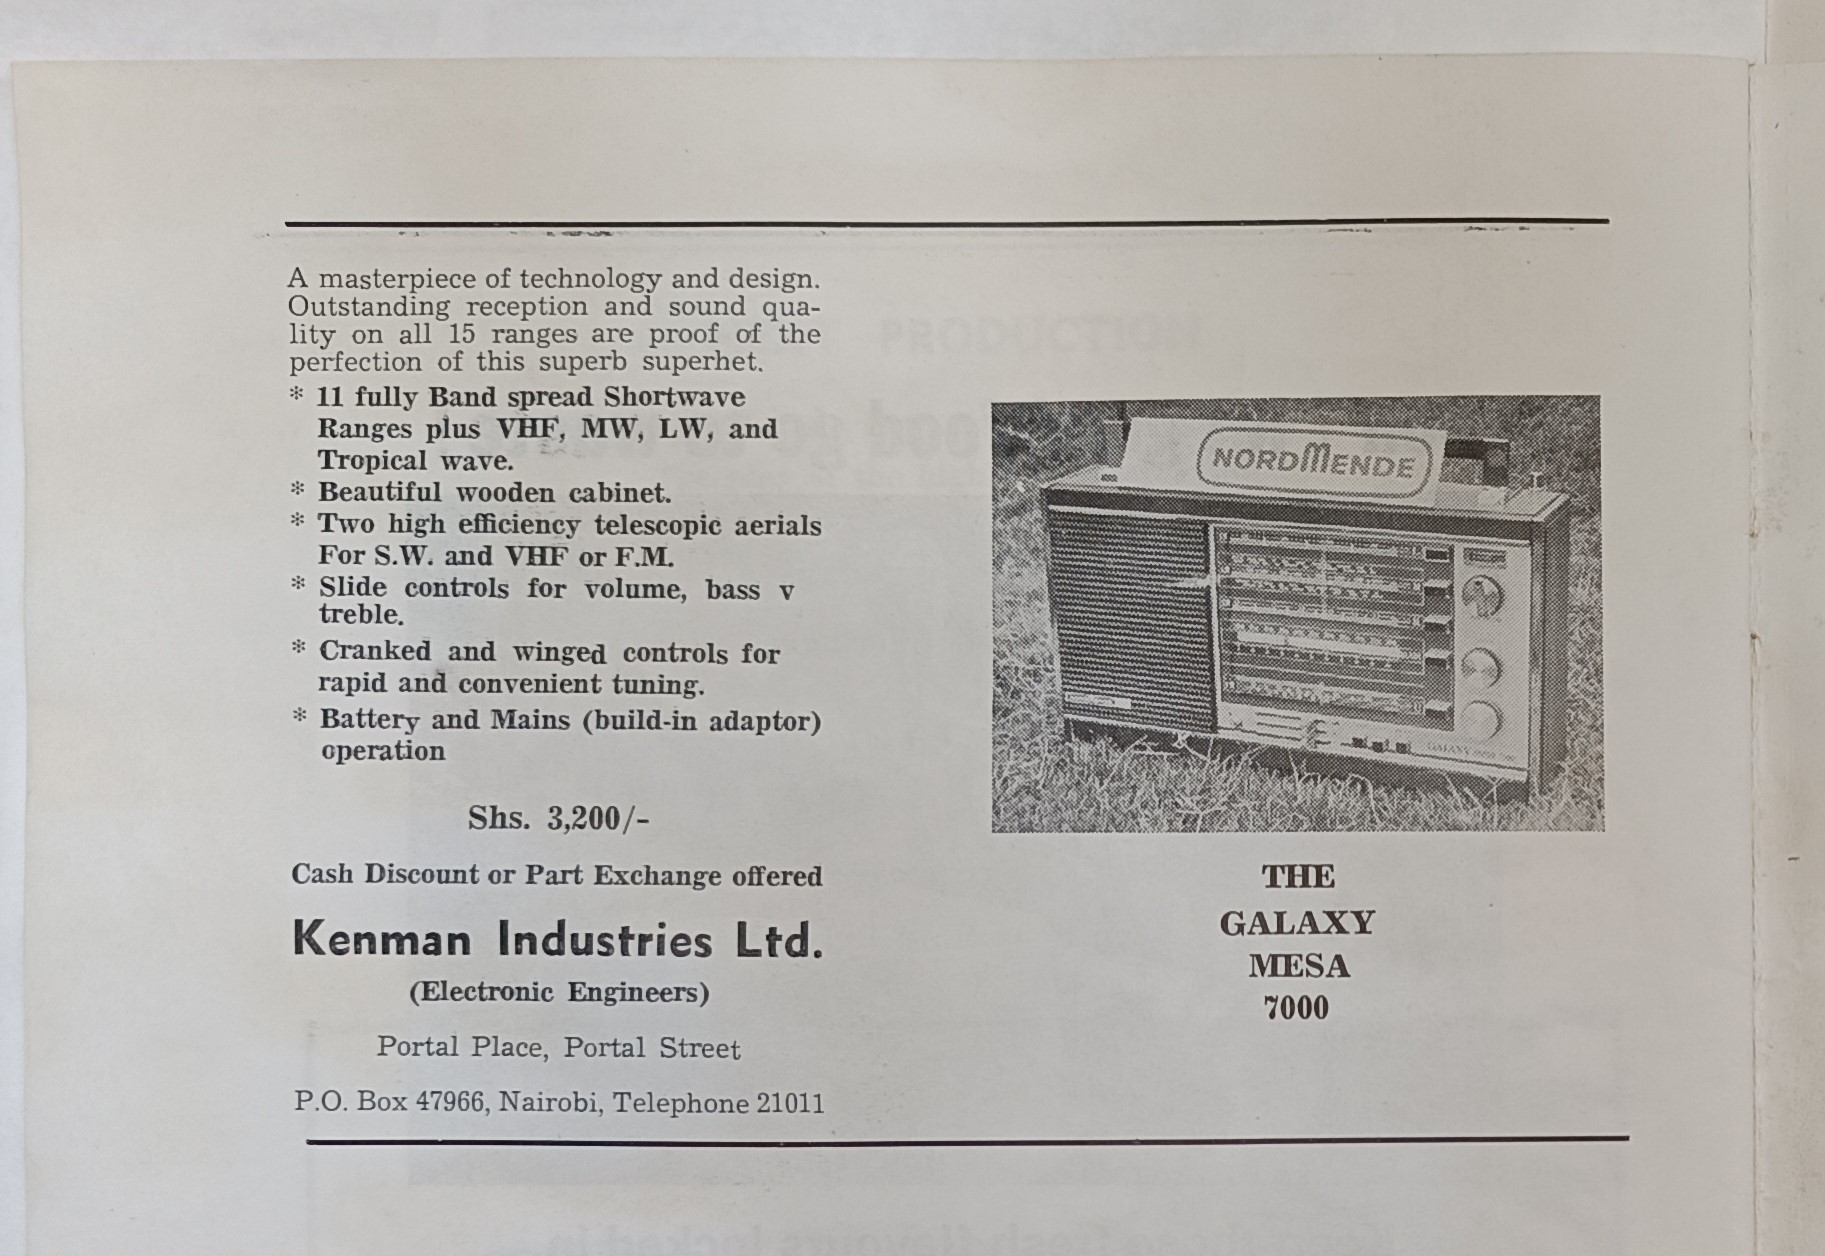 A masterpiece of technology and design.
Outstanding reception and sound qua-
lity on all 15 ranges are proof of the
perfection of this superb superhet.
* 11 fully Band spread Shortwave
Ranges plus VHF, MW, LW, and
Tropical wave.
* Beautiful wooden cabinet.
* Two high efficiency telescopic aerials
For S.W. and VHF or F.M.
* Slide controls for volume, bass v
treble.
* Cranked and winged controls for
rapid and convenient tuning.
* Battery and Mains (build-in adaptor)
operation
Shs. 3,200/-
Cash Discount or Part Exchange offered
Kenman Industries Ltd.
(Electronic Engineers)
Portal Place, Portal Street
P.O. Box 47966, Nairobi, Telephone 21011
NORDMENDE
GALAXY
THE
GALAXY
MESA
7000
PRODUCTION